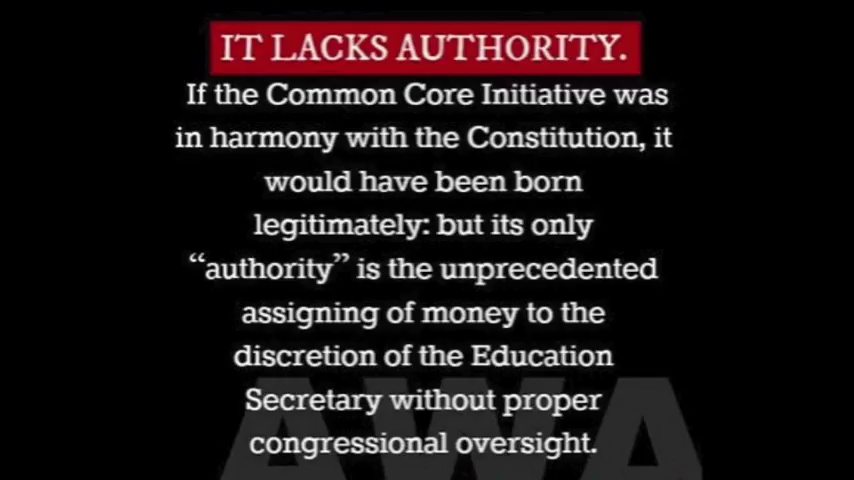 IT LACKS AUTHORITY.
If the Common Core Initiative was
in harmony with the Constitution, it
would have been born
legitimately: but its only
“authority” is the unprecedented
assigning of money to the
discretion of the Education
Secretary without proper
congressional oversight.
AWA